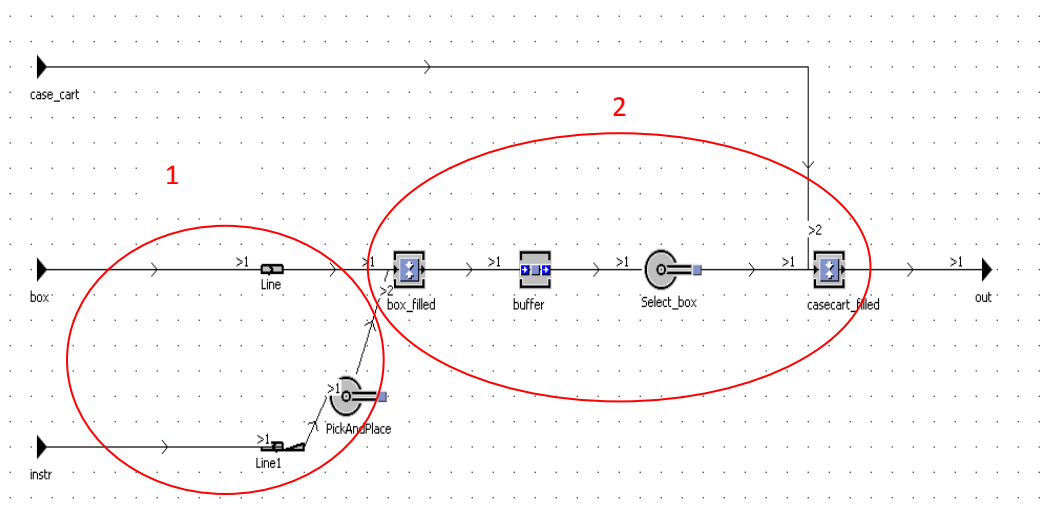 case_cart
2
1
>2
>1
>1
>1
>1
>1
>1
box
Line
>2
box_filled
buffer
Select_box
casecart_filled
out
>1
PickAndPlace
>1
Line1
instr